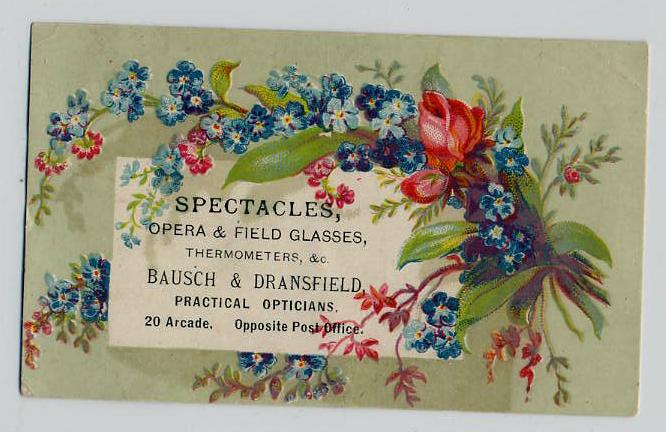 SPECTACLES,
OPERA & FIELD GLASSES,
THERMOMETERS, &c.
BAUSCH & DRANSFIELD,
PRACTICAL OPTICIANS.
20 Arcade. Opposite Post Office.